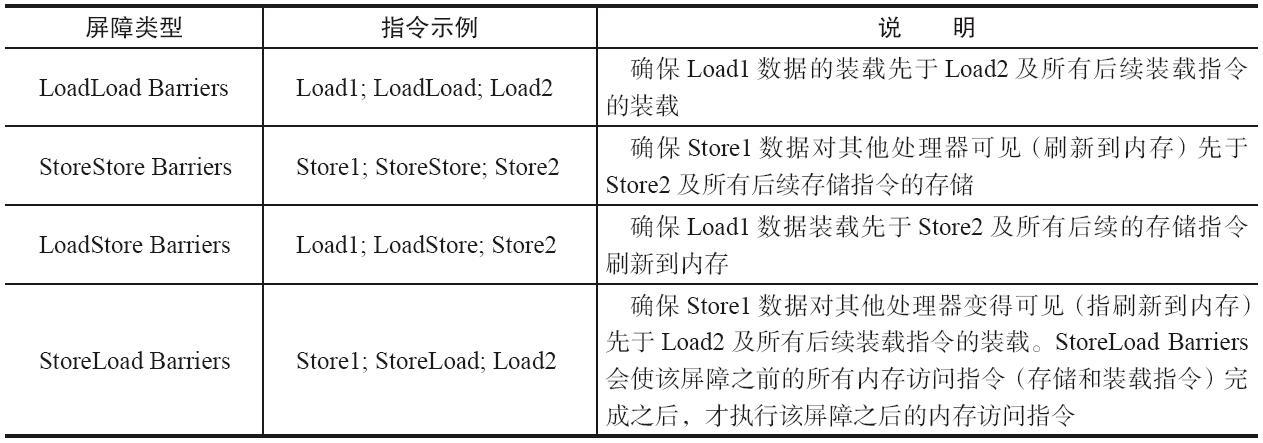 屏障类型 指令示例 说 明
LoadLoad Barriers Load1; LoadLoad; Load2 确保 Load1 数据的装载先于 Load2 及所有后续装载指令
的装载
StoreStore Barriers Store1; StoreStore; Store2 确保 Store1 数据对其他处理器可见（刷新到内存）先于
Store2 及所有后续存储指令的存储
LoadStore Barriers Load1; LoadStore; Store2 确保 Load1 数据装载先于 Store2 及所有后续的存储指令
刷新到内存
StoreLoad Barriers Store1; StoreLoad; Load2 确保 Store1 数据对其他处理器变得可见（指刷新到内存）
先于 Load2 及所有后续装载指令的装载。StoreLoad Barriers
会使该屏障之前的所有内存访问指令（存储和装载指令）完
成之后，才执行该屏障之后的内存访问指令